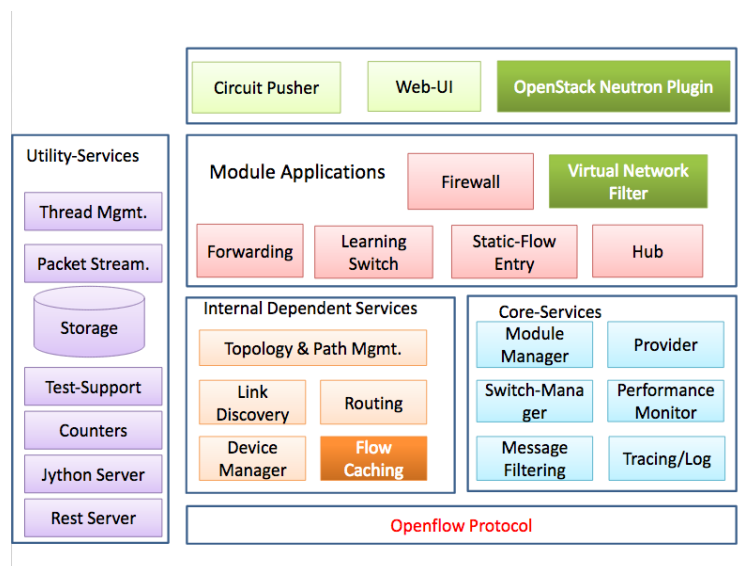 Circuit Pusher
Web-UI
OpenStack Neutron Plugin
Utility-Services
Thread Mgmt.
Packet Stream.
Storage
Test-Support
Counters
Jython Server
Rest Server
Module Applications
Firewall
Virtual Network
Filter
Forwarding
Learning
Switch
Static-Flow
Entry
Hub
Internal Dependent Services
Topology & Path Mgmt.
Link
Discovery
Routing
Device
Manager
Flow
Caching
Core-Services
Module
Manager
Provider
Switch-Mana
ger
Performance
Monitor
Message
Filtering
Tracing/Log
Openflow Protocol